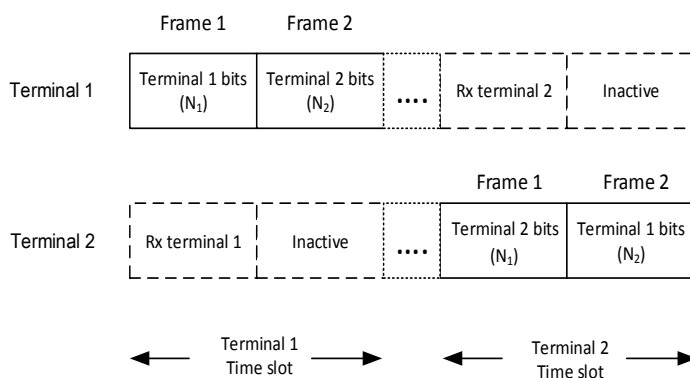 Frame 1 Frame 2
Terminal 1 Terminal 1 bits (N₁) Terminal 2 bits (N₂) .... Rx terminal 2 Inactive
Frame 1 Frame 2
Terminal 2 Rx terminal 1 Inactive .... Terminal 2 bits (N₁) Terminal 1 bits (N₂)
Terminal 1 Terminal 2
Time slot Time slot